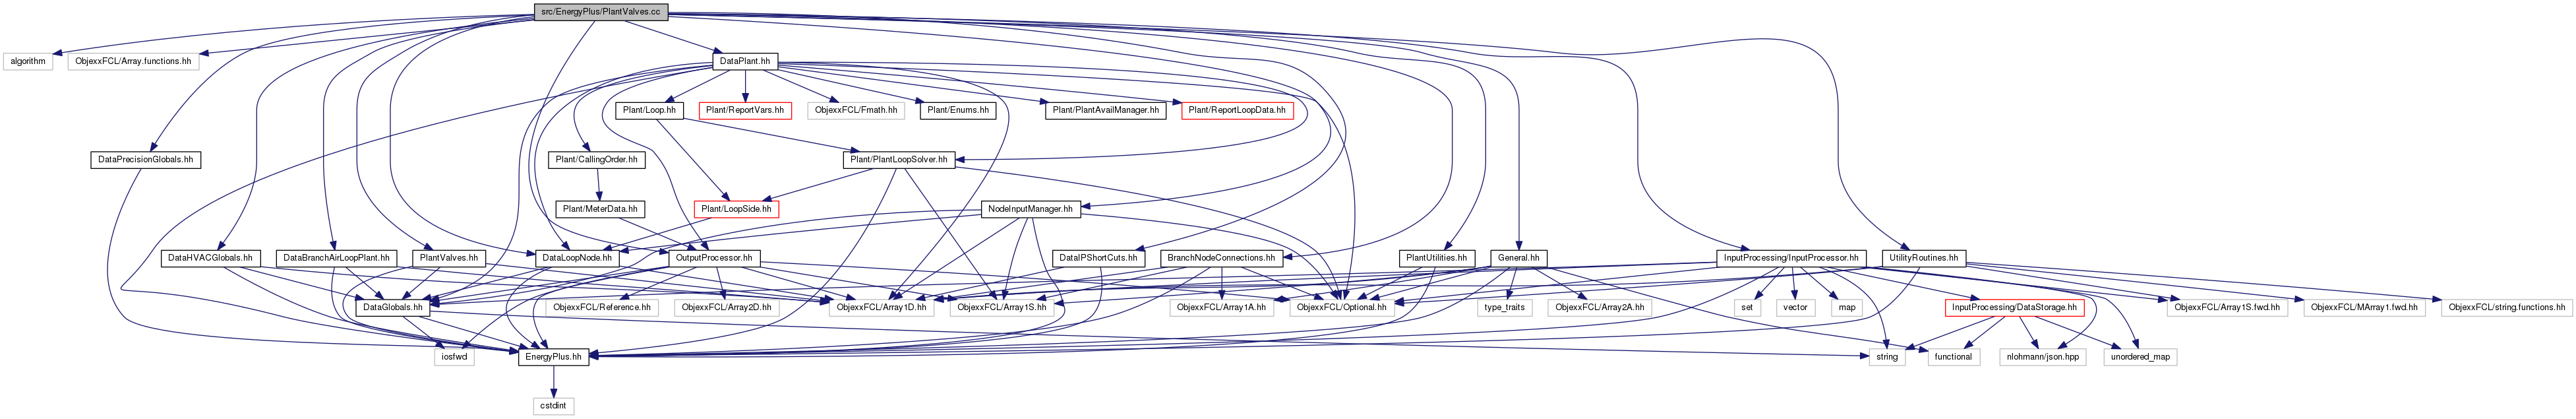 src/EnergyPlus/PlantValves.cc
algorithm
ObjexxFCL/Array.functions.hh
DataPlant.hh
Plant/Loop.hh
Plant/ReportVars.hh
ObjexxFCL/Fmath.hh
Plant/Enums.hh
Plant/PlantAvailManager.hh
Plant/ReportLoopData.hh
DataPrecisionGlobals.hh
Plant/CallingOrder.hh
Plant/PlantLoopSolver.hh
Plant/MeterData.hh
Plant/LoopSide.hh
NodeInputManager.hh
DataHVACGlobals.hh
DataBranchAirLoopPlant.hh
PlantValves.hh
DataLoopNode.hh
OutputProcessor.hh
DataIPShortCuts.hh
BranchNodeConnections.hh
PlantUtilities.hh
General.hh
InputProcessing/InputProcessor.hh
UtilityRoutines.hh
DataGlobals.hh
ObjexxFCL/Reference.hh
ObjexxFCL/Array2D.hh
ObjexxFCL/Array1D.hh
ObjexxFCL/Array1S.hh
ObjexxFCL/Array1A.hh
ObjexxFCL/Optional.hh
type_traits
ObjexxFCL/Array2A.hh
set
vector
map
InputProcessing/DataStorage.hh
ObjexxFCL/Array1S.fwd.hh
ObjexxFCL/MArray1.fwd.hh
ObjexxFCL/string.functions.hh
iosfwd
EnergyPlus.hh
string
functional
nlohmann/json.hpp
unordered_map
cstdint